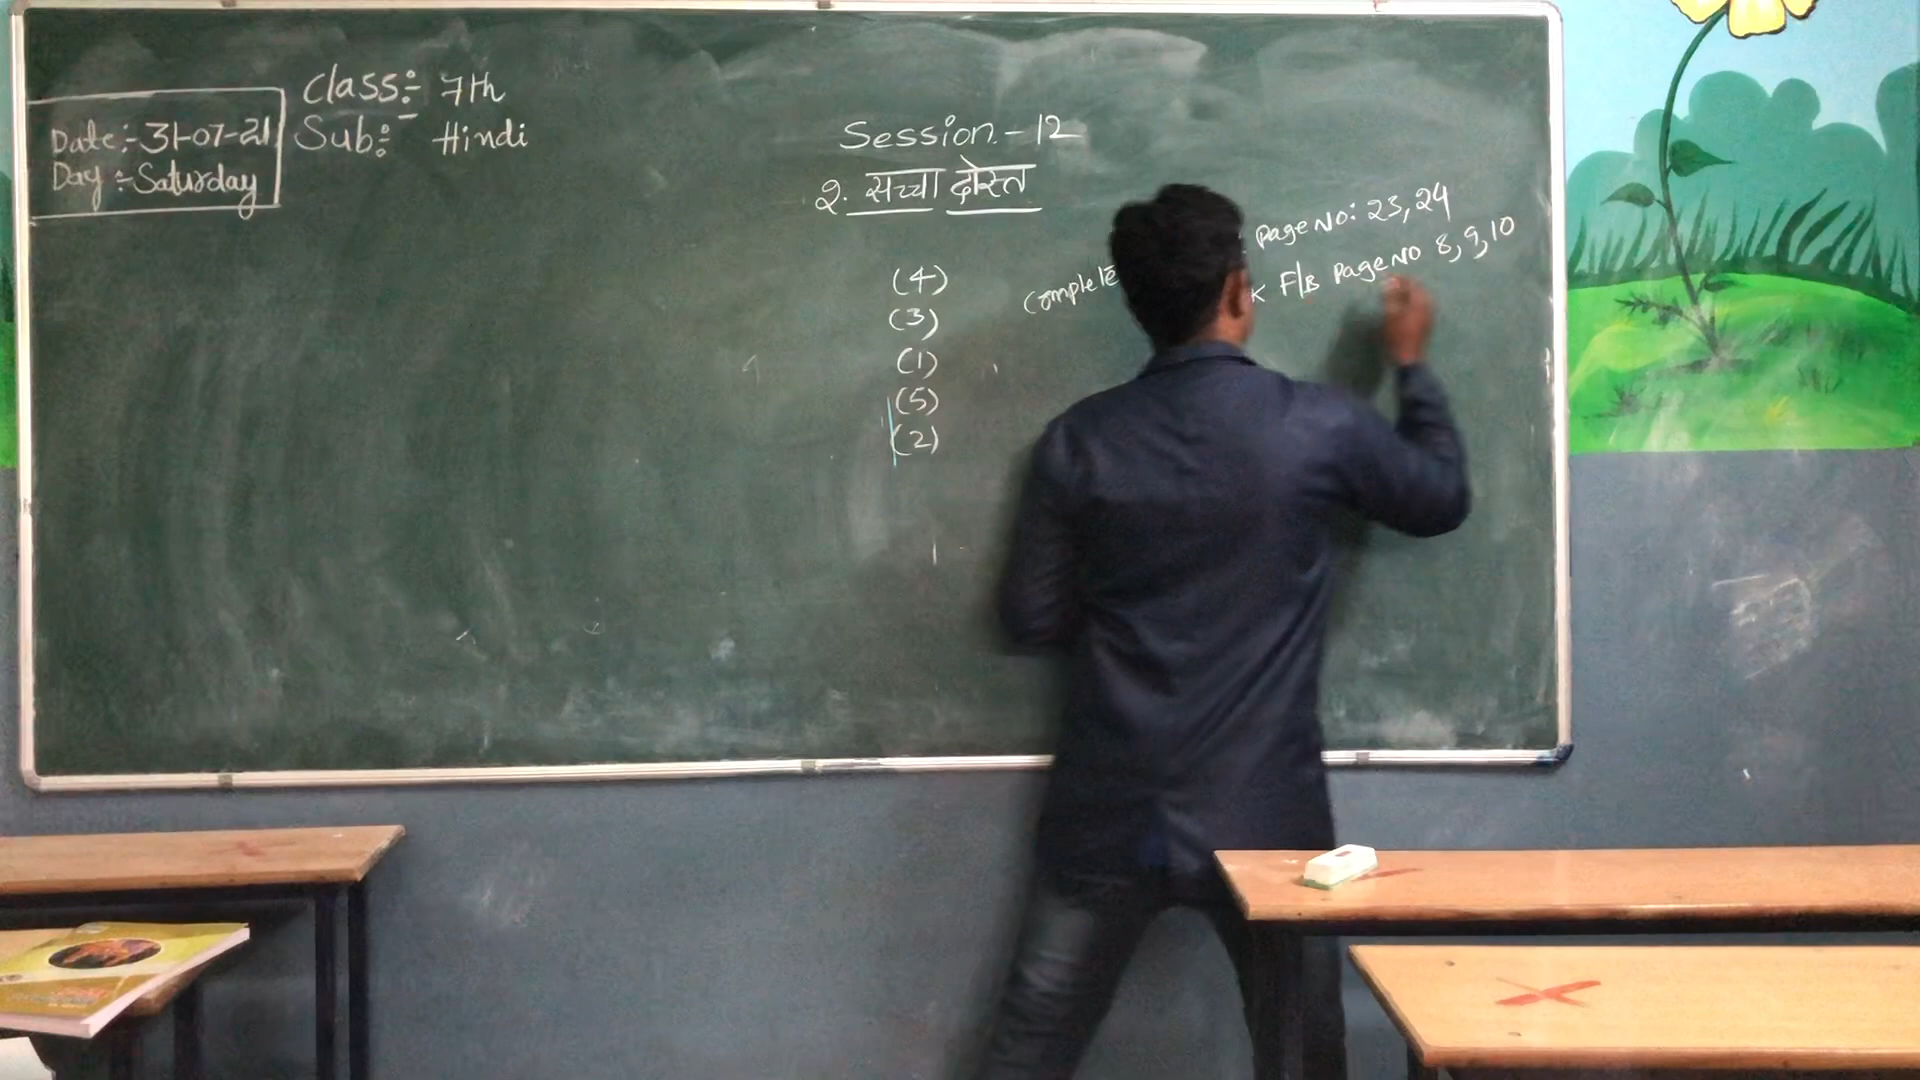 Class:- 7th
Date:- 31-07-21
Sub:- Hindi
Day :- Saturday
Session - 12
2. सच्चा दोस्त
Page No: 23, 24
Complete
F/B Page No 8, 9, 10
(4)
(3)
(1)
(5)
(2)